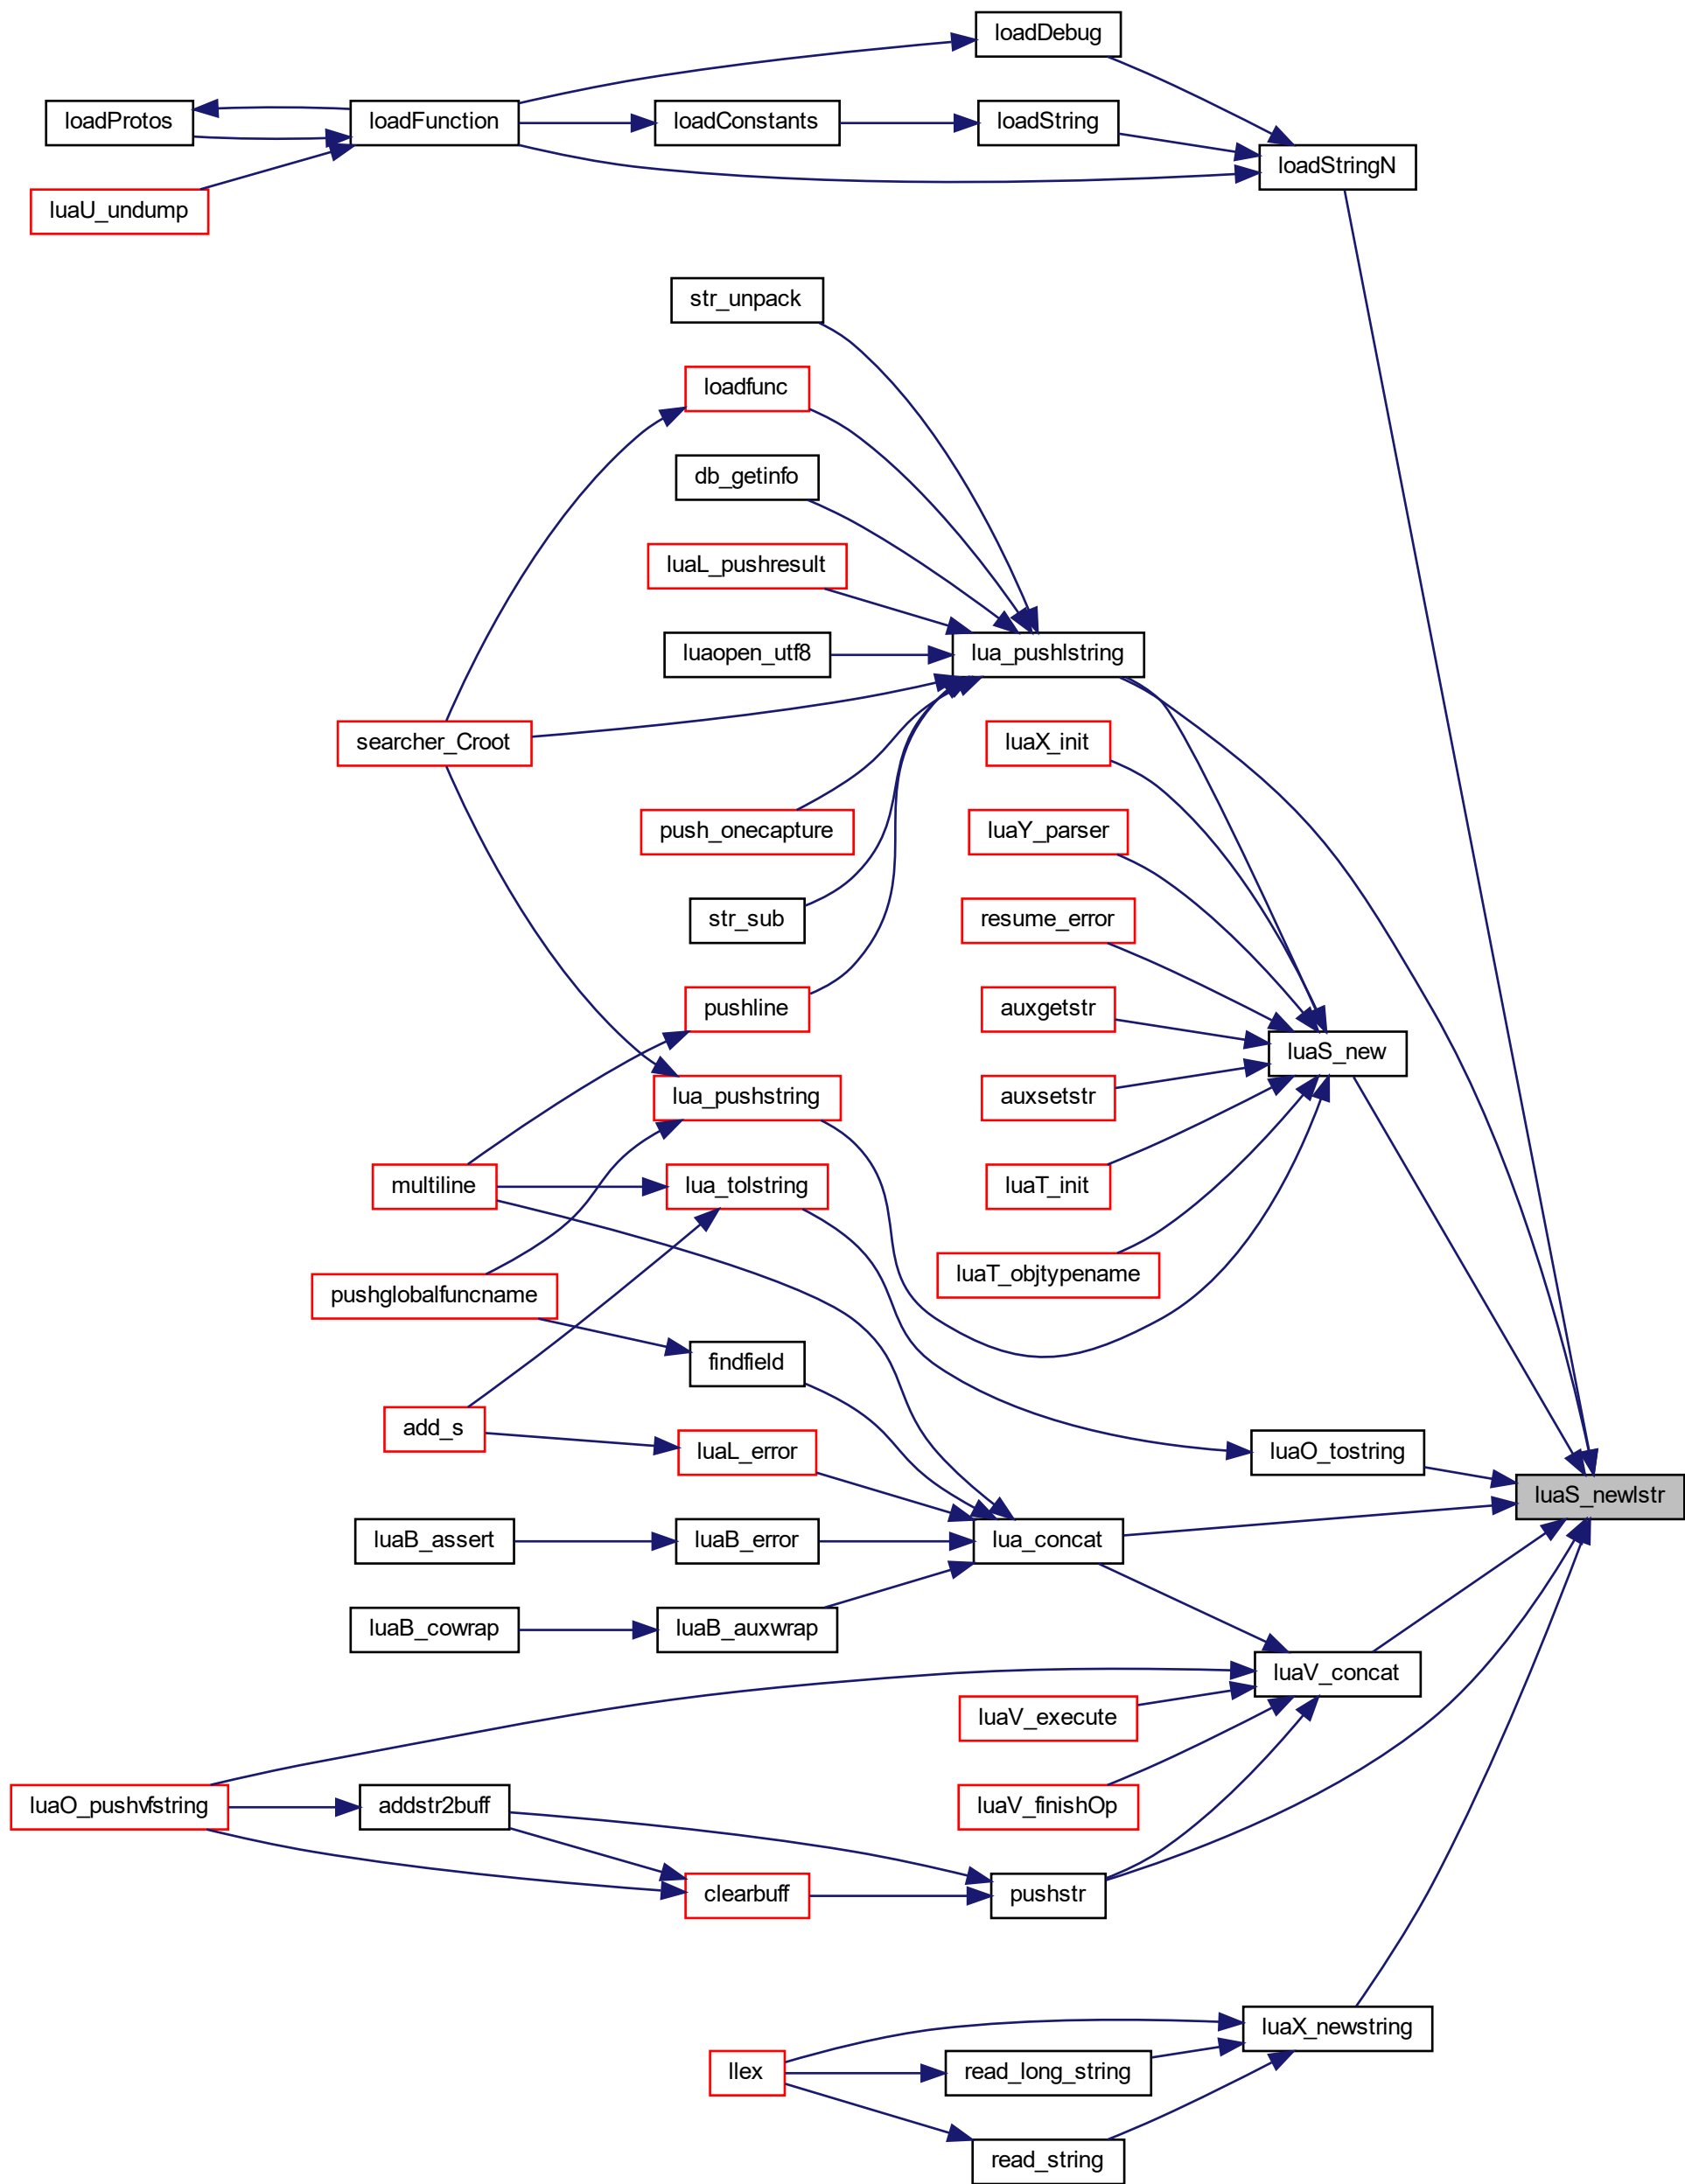 loadDebug
loadProtos
loadFunction
loadConstants
loadString
loadStringN
luaU_undump
str_unpack
loadfunc
db_getinfo
luaL_pushresult
luaopen_utf8
lua_pushlstring
searcher_Croot
luaX_init
push_onecapture
luaY_parser
str_sub
resume_error
pushline
auxgetstr
luaS_new
lua_pushstring
auxsetstr
multiline
lua_tolstring
luaT_init
pushglobalfuncname
luaT_objtypename
findfield
add_s
luaL_error
luaO_tostring
luaS_newlstr
luaB_assert
luaB_error
lua_concat
luaB_cowrap
luaB_auxwrap
luaV_concat
luaV_execute
luaO_pushvfstring
addstr2buff
luaV_finishOp
clearbuff
pushstr
luaX_newstring
llex
read_long_string
read_string